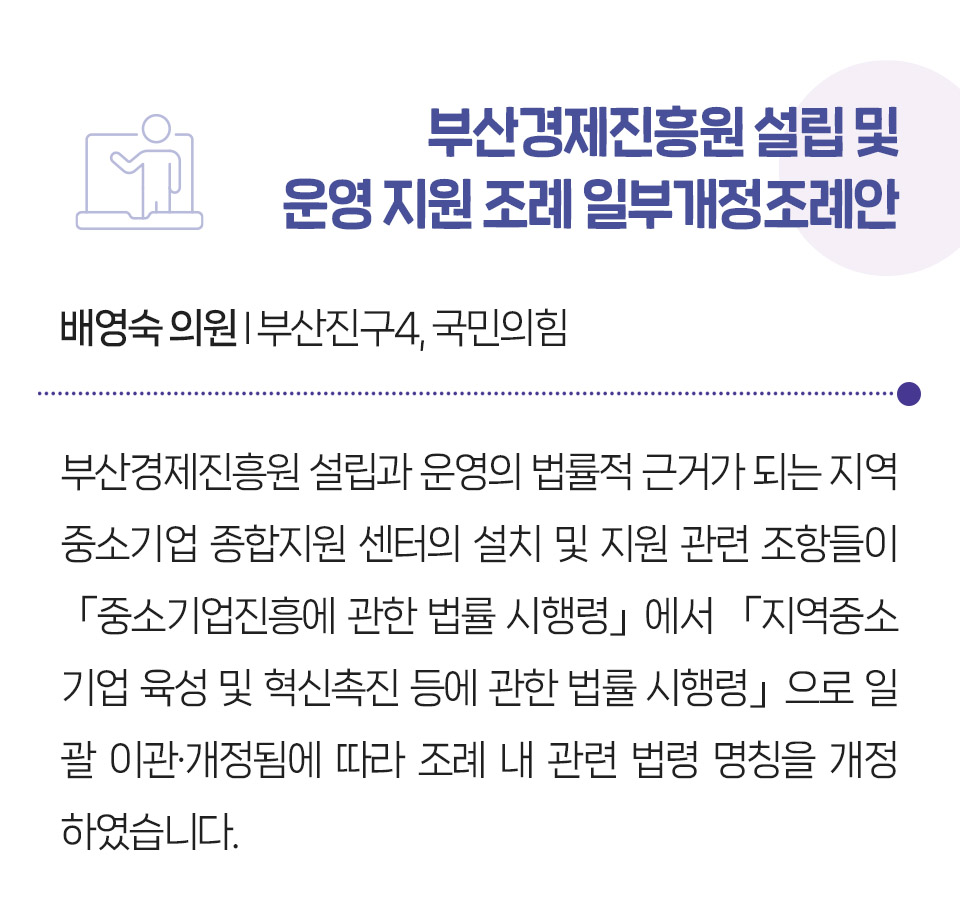 부산경제진흥원 설립 및
운영 지원 조례 일부개정조례안
배영숙 의원 | 부산진구4, 국민의힘
부산경제진흥원 설립과 운영의 법률적 근거가 되는 지역
중소기업 종합지원 센터의 설치 및 지원 관련 조항들이
「중소기업진흥에 관한 법률 시행령」에서 「지역중소
기업 육성 및 혁신촉진 등에 관한 법률 시행령」으로 일
괄 이관·개정됨에 따라 조례 내 관련 법령 명칭을 개정
하였습니다.